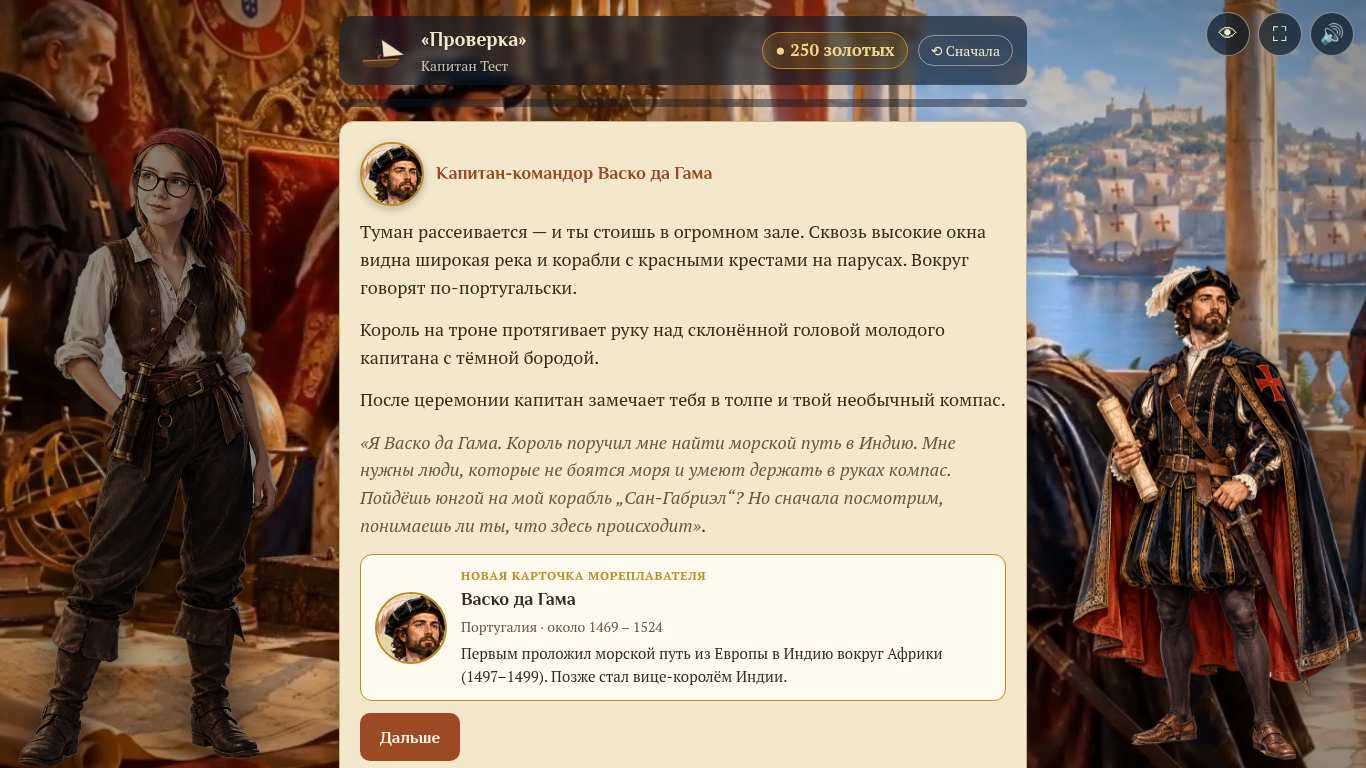 «Проверка»
Капитан Тест
● 250 золотых
⟲ Сначала
Капитан-командор Васко да Гама
Туман рассеивается — и ты стоишь в огромном зале. Сквозь высокие окна
видна широкая река и корабли с красными крестами на парусах. Вокруг
говорят по-португальски.
Король на троне протягивает руку над склонённой головой молодого
капитана с тёмной бородой.
После церемонии капитан замечает тебя в толпе и твой необычный компас.
«Я Васко да Гама. Король поручил мне найти морской путь в Индию. Мне
нужны люди, которые не боятся моря и умеют держать в руках компас.
Пойдёшь юнгой на мой корабль „Сан-Габриэл“? Но сначала посмотрим,
понимаешь ли ты, что здесь происходит».
НОВАЯ КАРТОЧКА МОРЕПЛАВАТЕЛЯ
Васко да Гама
Португалия · около 1469 – 1524
Первым проложил морской путь из Европы в Индию вокруг Африки
(1497–1499). Позже стал вице-королём Индии.
Дальше